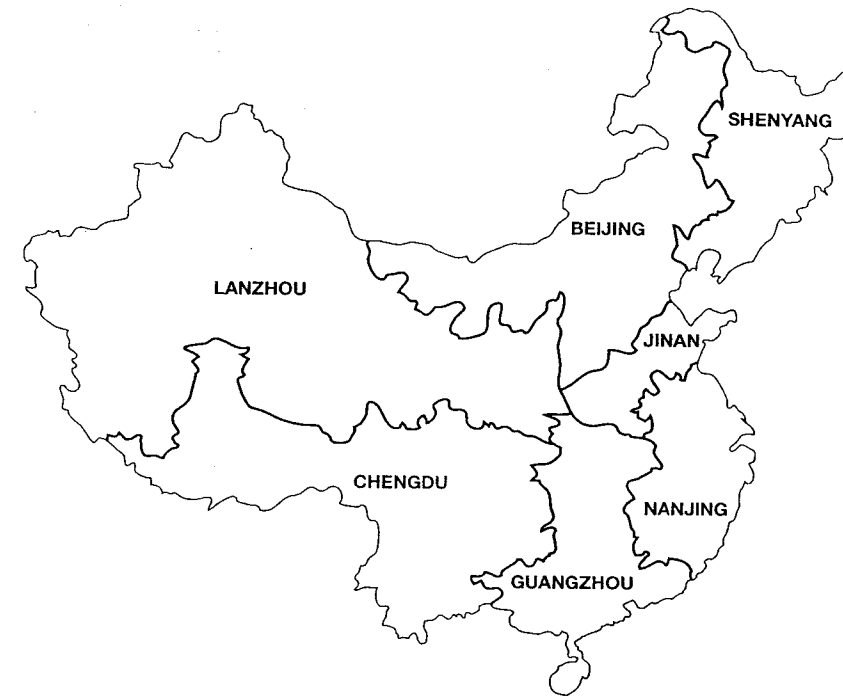 SHENYANG
BEIJING
LANZHOU
JINAN
CHENGDU
NANJING
GUANGZHOU